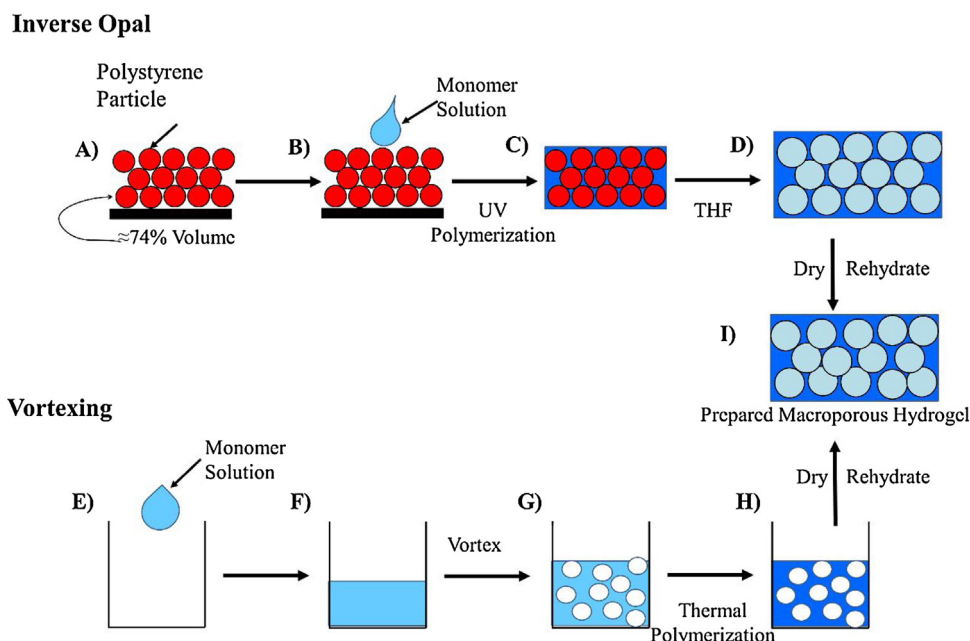 Inverse Opal
Polystyrene
Particle
Monomer
Solution
A)
B)
C)
D)
≈74% Volume
UV
Polymerization
THF
Dry
Rehydrate
I)
Prepared Macroporous Hydrogel
Vortexing
Monomer
Solution
Dry
Rehydrate
E)
F)
G)
H)
Vortex
Thermal
Polymerization